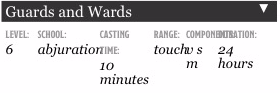 Guards and Wards ▼
LEVEL: SCHOOL: CASTING TIME: RANGE: COMPONENTS: DURATION:
6 abjuration 10 minutes touch v s m 24 hours